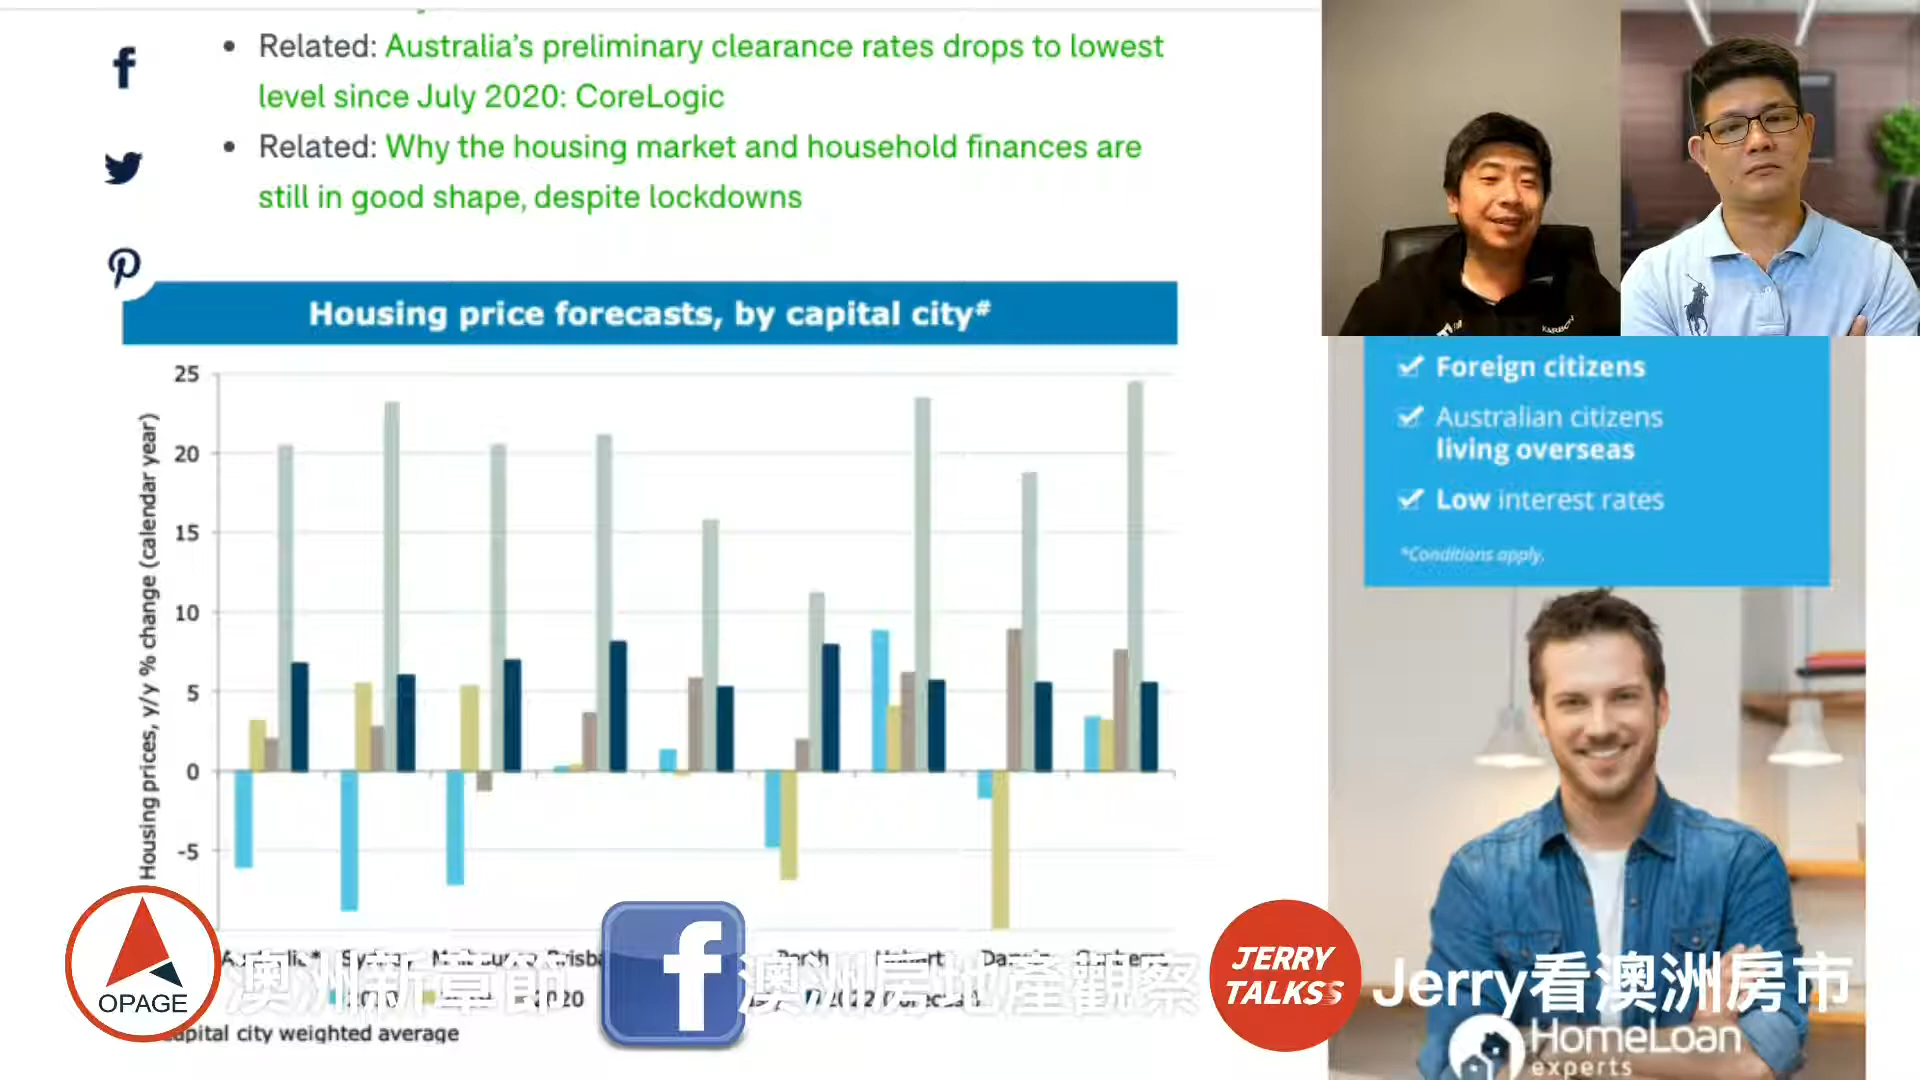 Related: Australia's preliminary clearance rates drops to lowest
level since July 2020: CoreLogic
Related: Why the housing market and household finances are
still in good shape, despite lockdowns
Housing price forecasts, by capital city#
Housing prices, y/y % change (calendar year)
25
20
15
10
5
0
-5
2020
capital city weighted average
Foreign citizens
Australian citizens
living overseas
Low interest rates
*Conditions apply.
HomeLoan
experts
KARBON
OPAGE
澳洲新章節
f
澳洲房地產觀察
JERRY
TALKSS
Jerry看澳洲房市